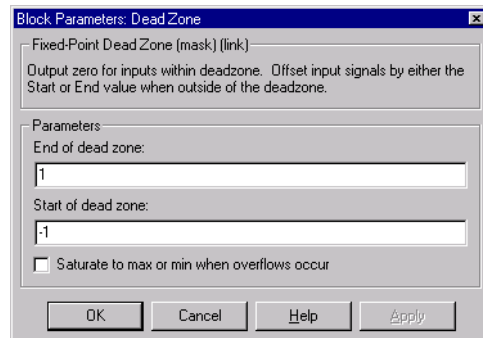 Block Parameters: Dead Zone
Fixed-Point Dead Zone (mask) (link)
Output zero for inputs within deadzone. Offset input signals by either the
Start or End value when outside of the deadzone.
Parameters
End of dead zone:
1
Start of dead zone:
-1
Saturate to max or min when overflows occur
OK Cancel Help Apply